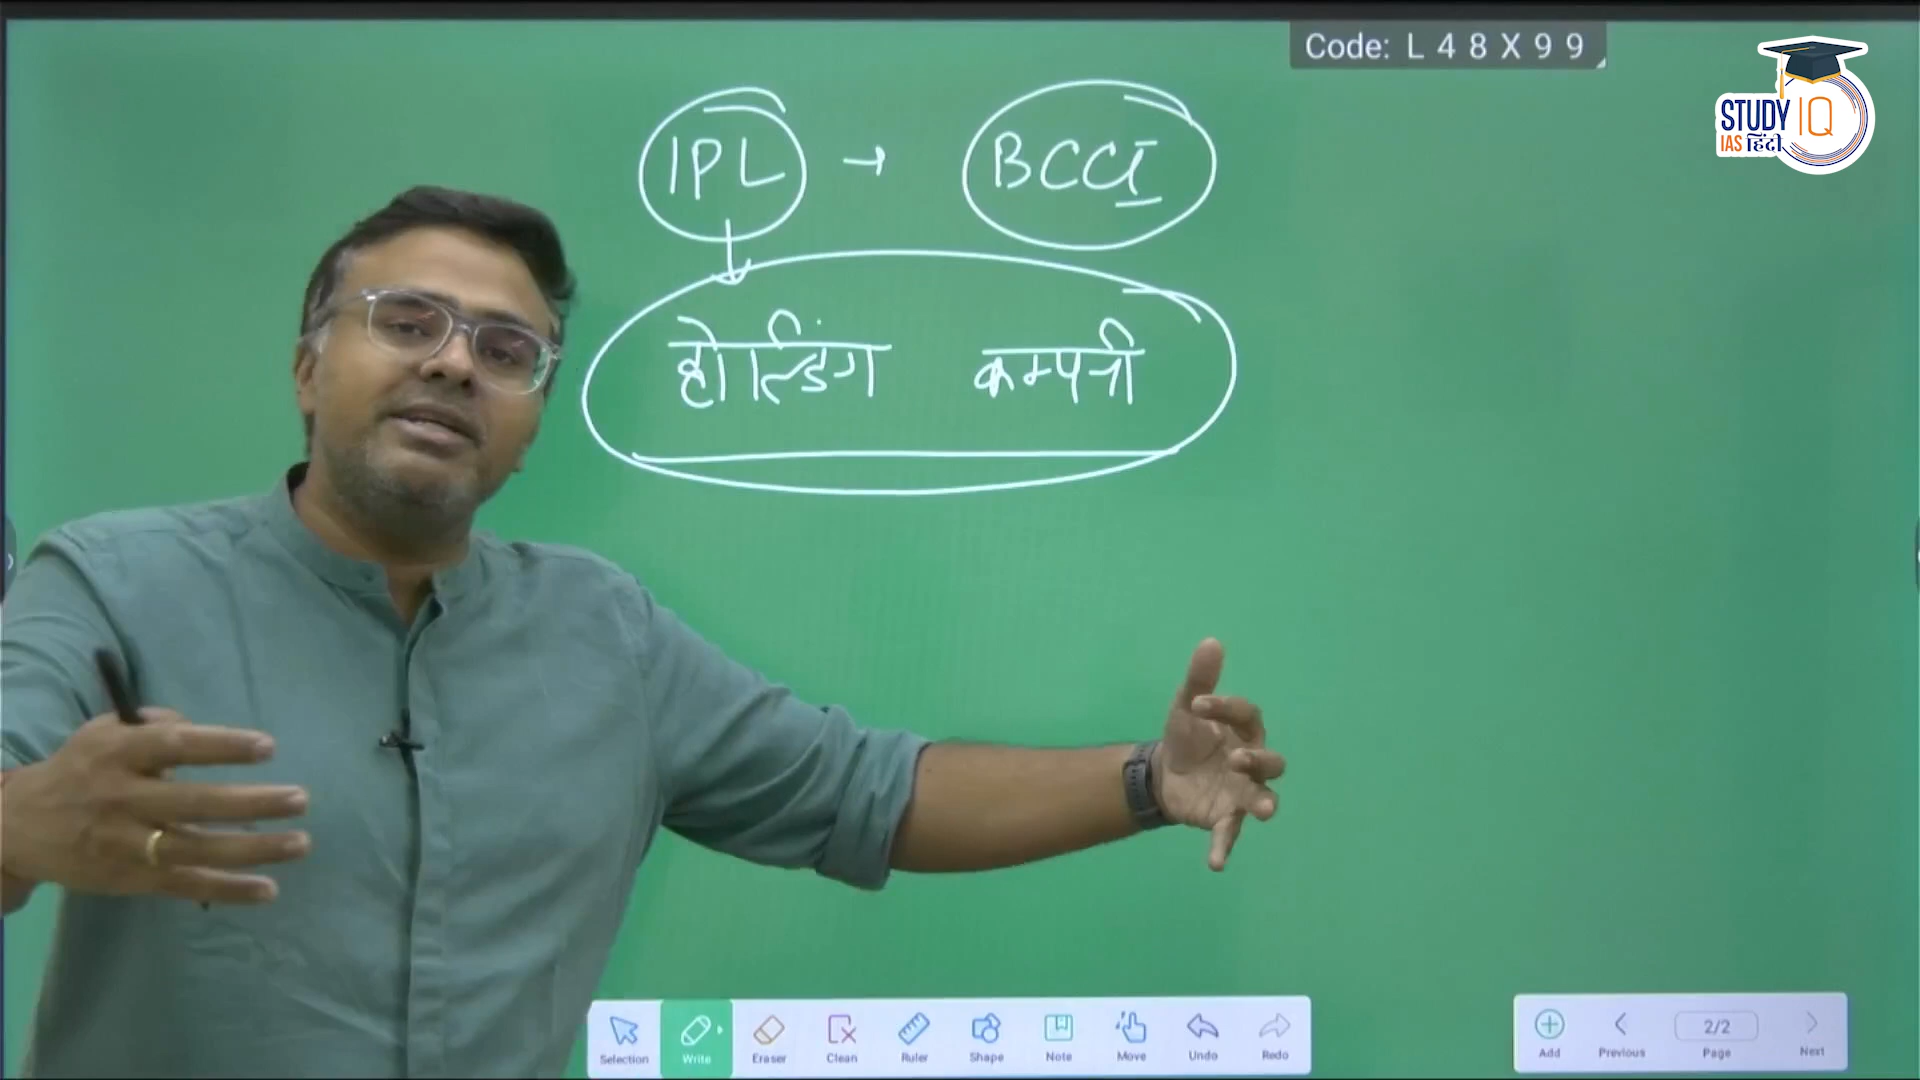 Code: L 4 8 X 9 9
STUDY IQ
IAS हिंदी
IPL → BCCI
होल्डिंग कम्पनी
Selection Write Eraser Clean Ruler Shape Note Move Undo Redo
Add Previous 2/2 Page Next